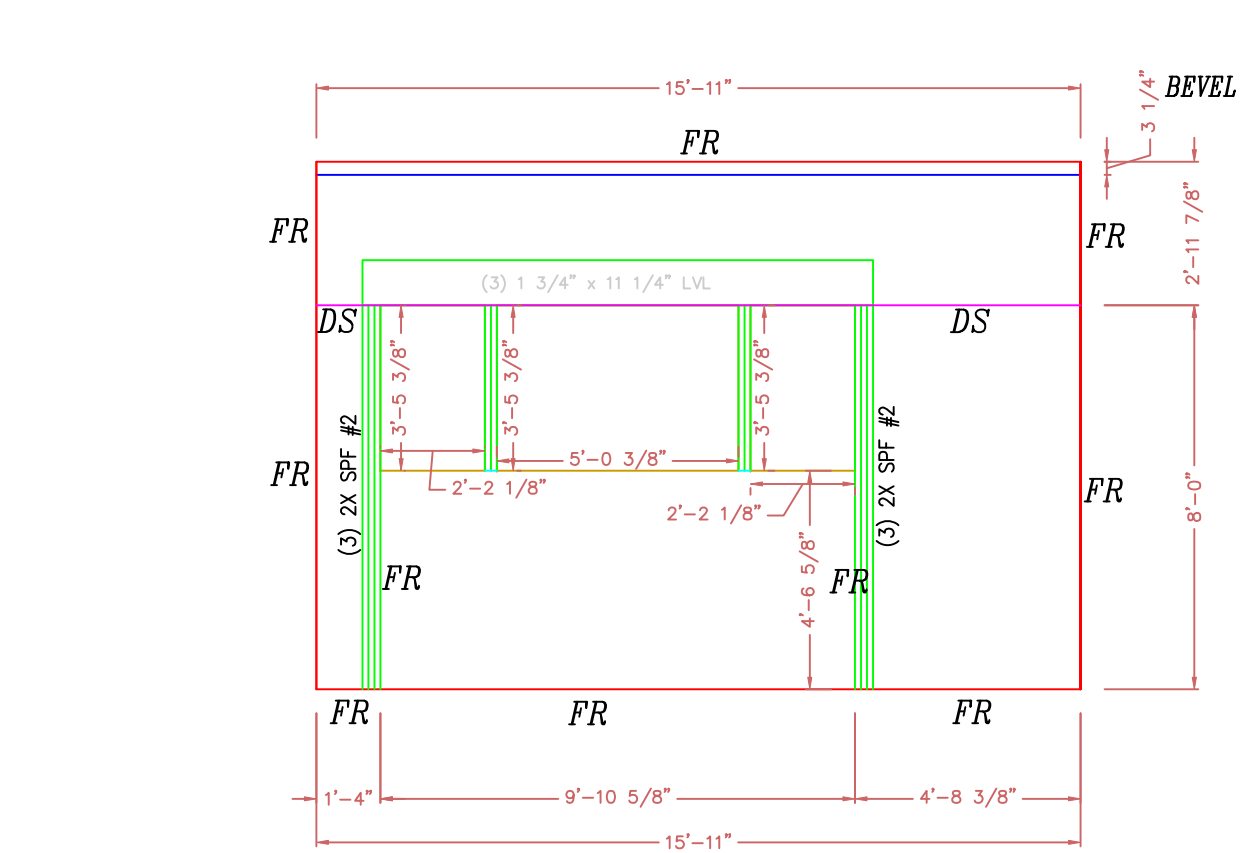 15'-11"
3 1/4" BEVEL
FR
FR
FR
2'-11 7/8"
(3) 1 3/4" x 11 1/4" LVL
DS
DS
3'-5 3/8"
3'-5 3/8"
3'-5 3/8"
(3) 2X SPF #2
(3) 2X SPF #2
5'-0 3/8"
FR
2'-2 1/8"
FR
2'-2 1/8"
8'-0"
4'-6 5/8"
FR
FR
FR
FR
FR
1'-4"
9'-10 5/8"
4'-8 3/8"
15'-11"